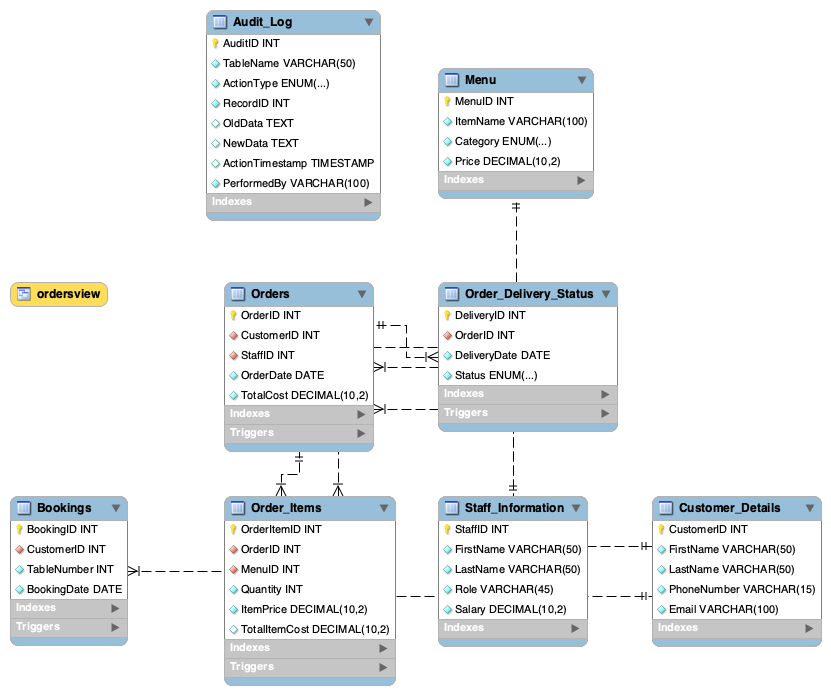 Audit_Log
AuditID INT
TableName VARCHAR(50)
ActionType ENUM(...)
RecordID INT
OldData TEXT
NewData TEXT
ActionTimestamp TIMESTAMP
PerformedBy VARCHAR(100)
Indexes
Menu
MenuID INT
ItemName VARCHAR(100)
Category ENUM(...)
Price DECIMAL(10,2)
Indexes
ordersview
Orders
OrderID INT
CustomerID INT
StaffID INT
OrderDate DATE
TotalCost DECIMAL(10,2)
Indexes
Triggers
Order_Delivery_Status
DeliveryID INT
OrderID INT
DeliveryDate DATE
Status ENUM(...)
Indexes
Triggers
Bookings
BookingID INT
CustomerID INT
TableNumber INT
BookingDate DATE
Indexes
Triggers
Order_Items
OrderItemID INT
OrderID INT
MenuID INT
Quantity INT
ItemPrice DECIMAL(10,2)
TotalItemCost DECIMAL(10,2)
Indexes
Triggers
Staff_Information
StaffID INT
FirstName VARCHAR(50)
LastName VARCHAR(50)
Role VARCHAR(45)
Salary DECIMAL(10,2)
Indexes
Customer_Details
CustomerID INT
FirstName VARCHAR(50)
LastName VARCHAR(50)
PhoneNumber VARCHAR(15)
Email VARCHAR(100)
Indexes